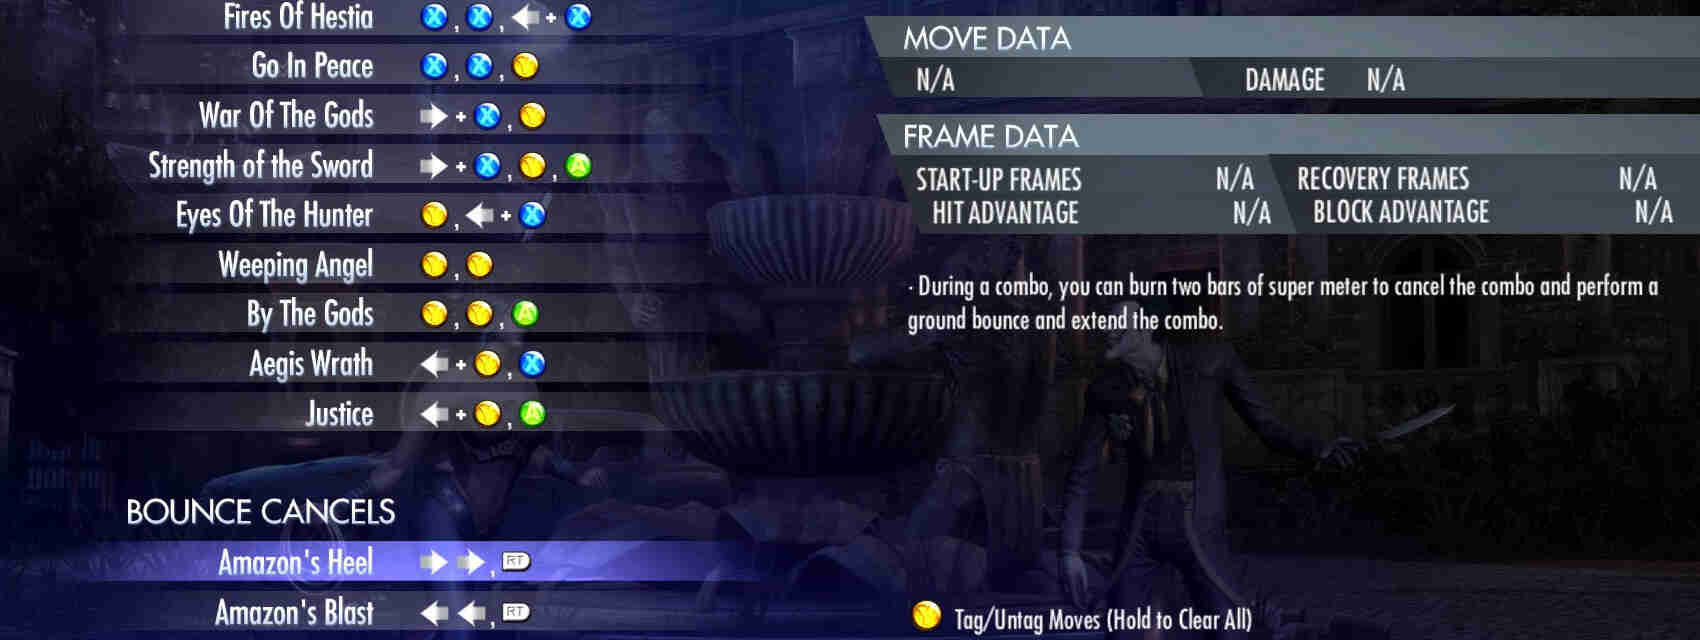 Fires Of Hestia X , X , + X
Go In Peace X , X , Y
War Of The Gods + X , Y
Strength of the Sword + X , Y , A
Eyes Of The Hunter Y , + X
Weeping Angel Y , Y
By The Gods Y , Y , A
Aegis Wrath + Y , X
Justice + Y , A
BOUNCE CANCELS
Amazon's Heel , RT
Amazon's Blast , RT
MOVE DATA
N/A DAMAGE N/A
FRAME DATA
START-UP FRAMES N/A RECOVERY FRAMES N/A
HIT ADVANTAGE N/A BLOCK ADVANTAGE N/A
· During a combo, you can burn two bars of super meter to cancel the combo and perform a
ground bounce and extend the combo.
Y Tag/Untag Moves (Hold to Clear All)